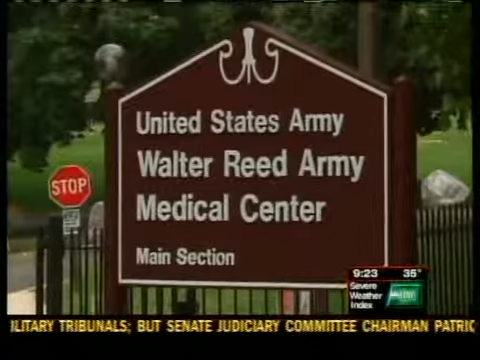 United States Army
Walter Reed Army
Medical Center
Main Section
STOP
9:23 35°
Severe
Weather
Index
ILITARY TRIBUNALS; BUT SENATE JUDICIARY COMMITTEE CHAIRMAN PATRIC